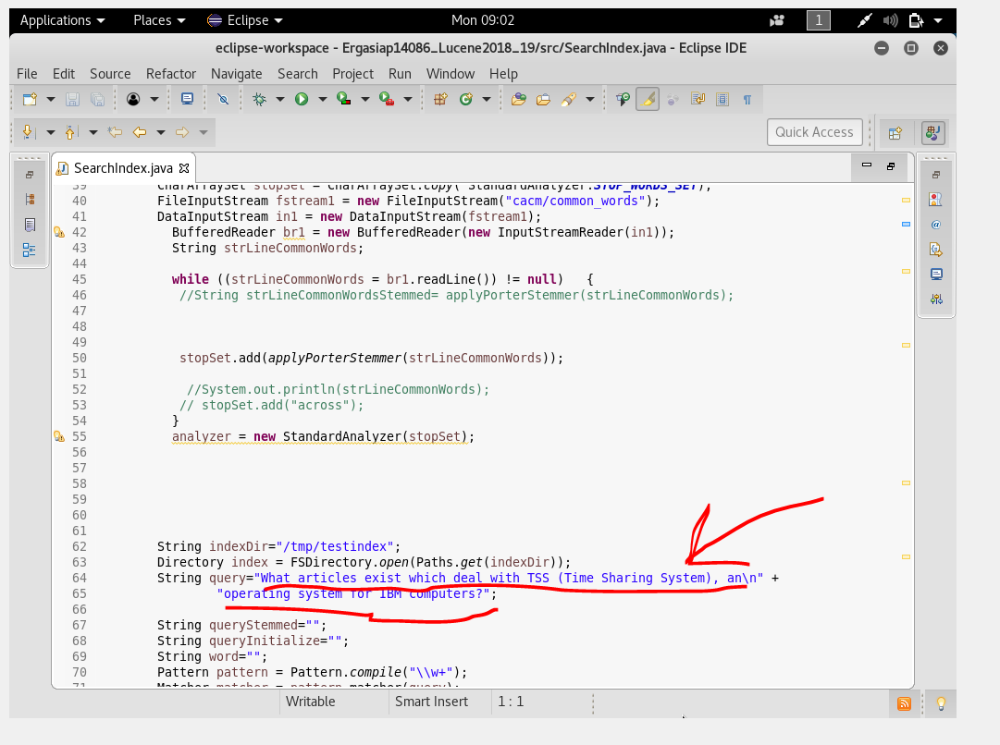 Applications Places Eclipse Mon 09:02 1
eclipse-workspace - Ergasiap14086_Lucene2018_19/src/SearchIndex.java - Eclipse IDE
File Edit Source Refactor Navigate Search Project Run Window Help
Quick Access
SearchIndex.java
39 CharArraySet stopSet = CharArraySet.copy( StandardAnalyzer.STOP_WORDS_SET);
40 FileInputStream fstream1 = new FileInputStream("cacm/common_words");
41 DataInputStream in1 = new DataInputStream(fstream1);
42 BufferedReader br1 = new BufferedReader(new InputStreamReader(in1));
43 String strLineCommonWords;
44
45 while ((strLineCommonWords = br1.readLine()) != null) {
46 //String strLineCommonWordsStemmed= applyPorterStemmer(strLineCommonWords);
47
48
49
50 stopSet.add(applyPorterStemmer(strLineCommonWords));
51
52 //System.out.println(strLineCommonWords);
53 // stopSet.add("across");
54 }
55 analyzer = new StandardAnalyzer(stopSet);
56
57
58
59
60
61
62 String indexDir="/tmp/testindex";
63 Directory index = FSDirectory.open(Paths.get(indexDir));
64 String query="What articles exist which deal with TSS (Time Sharing System), an\n" +
65 "operating system for IBM computers?";
66
67 String queryStemmed="";
68 String queryInitialize="";
69 String word="";
70 Pattern pattern = Pattern.compile("\\w+");
71 Matcher matcher = pattern.matcher(query);
Writable Smart Insert 1 : 1